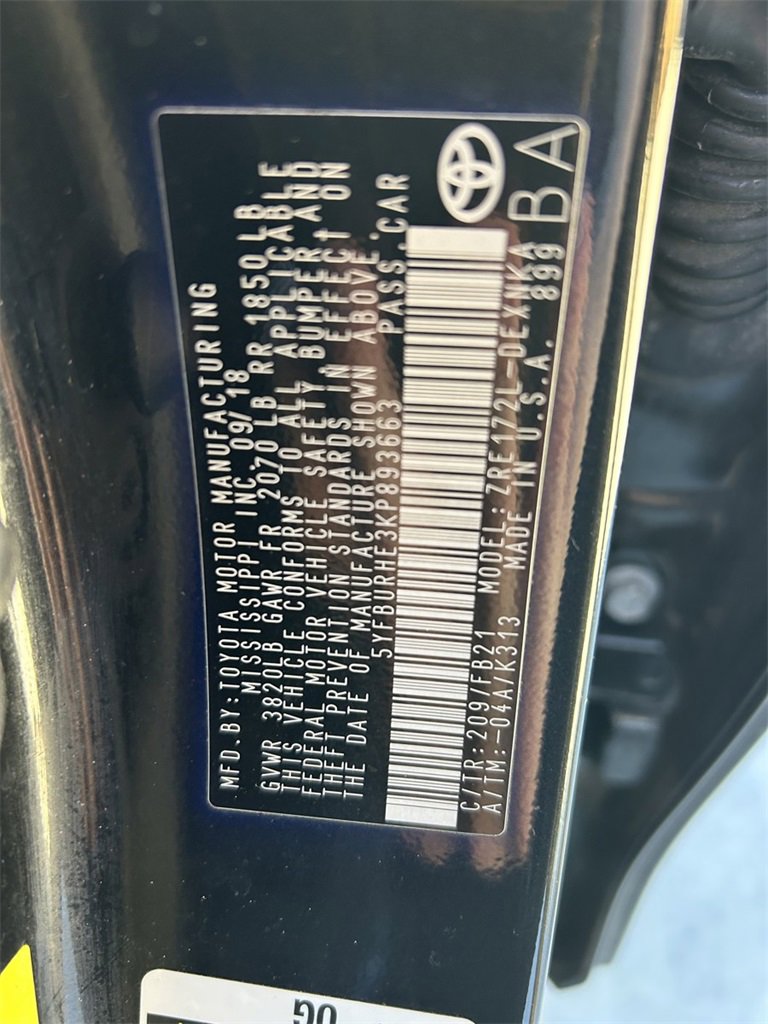 MFD.BY:TOYOTA MOTOR MANUFACTURING
MISSISSIPPI INC. 09/18
GVWR 3820LB GAWR FR 2070 LB RR 1850LB
THIS VEHICLE CONFORMS TO ALL APPLICABLE
FEDERAL MOTOR VEHICLE SAFETY BUMPER AND
THEFT PREVENTION STANDARDS IN EFFECT ON
THE DATE OF MANUFACTURE SHOWN ABOVE.
5YFBURHE3KP893663 PASS.CAR
C/TR:209/FB21 MODEL:ZRE172L-DEXNKA
A/TM:-04A/K313 MADE IN U.S.A. 899
BA